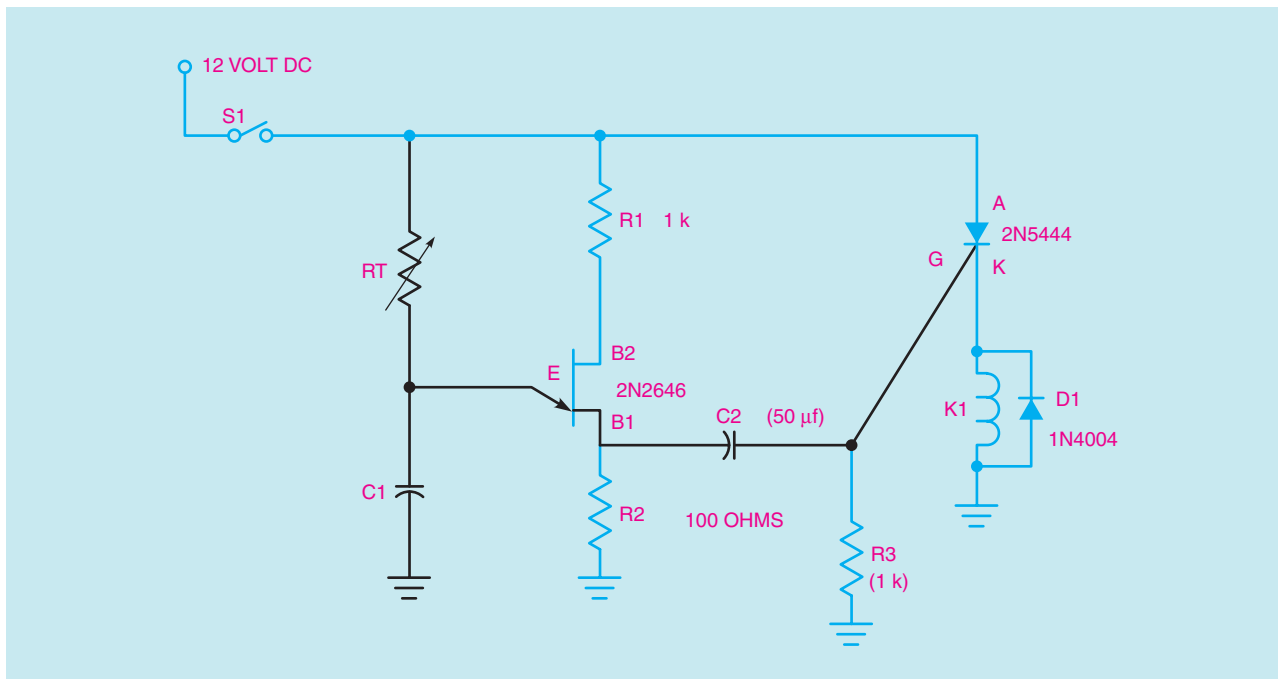 12 VOLT DC
S1
R1 1 k
A
2N5444
G
K
RT
B2
E
2N2646
B1
C2 (50 µf)
K1
D1
1N4004
C1
R2
100 OHMS
R3
(1 k)